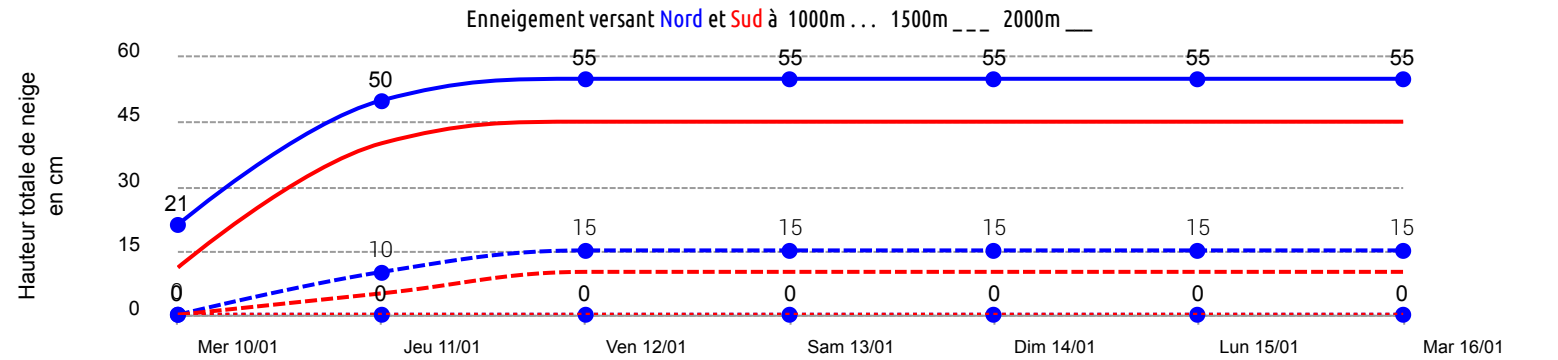 Enneigement versant Nord et Sud à 1000m . . . 1500m _ _ _ 2000m __
Hauteur totale de neige
en cm
60
55 55 55 55 55
50
45
30
21
15
15 15 15 15 15
10
0
0 0 0 0 0 0 0 0
Mer 10/01 Jeu 11/01 Ven 12/01 Sam 13/01 Dim 14/01 Lun 15/01 Mar 16/01